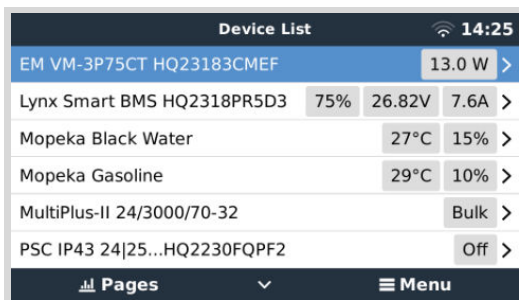 Device List 14:25
EM VM-3P75CT HQ23183CMEF 13.0 W
Lynx Smart BMS HQ2318PR5D3 75% 26.82V 7.6A
Mopeka Black Water 27°C 15%
Mopeka Gasoline 29°C 10%
MultiPlus-II 24/3000/70-32 Bulk
PSC IP43 24|25...HQ2230FQPF2 Off
Pages Menu